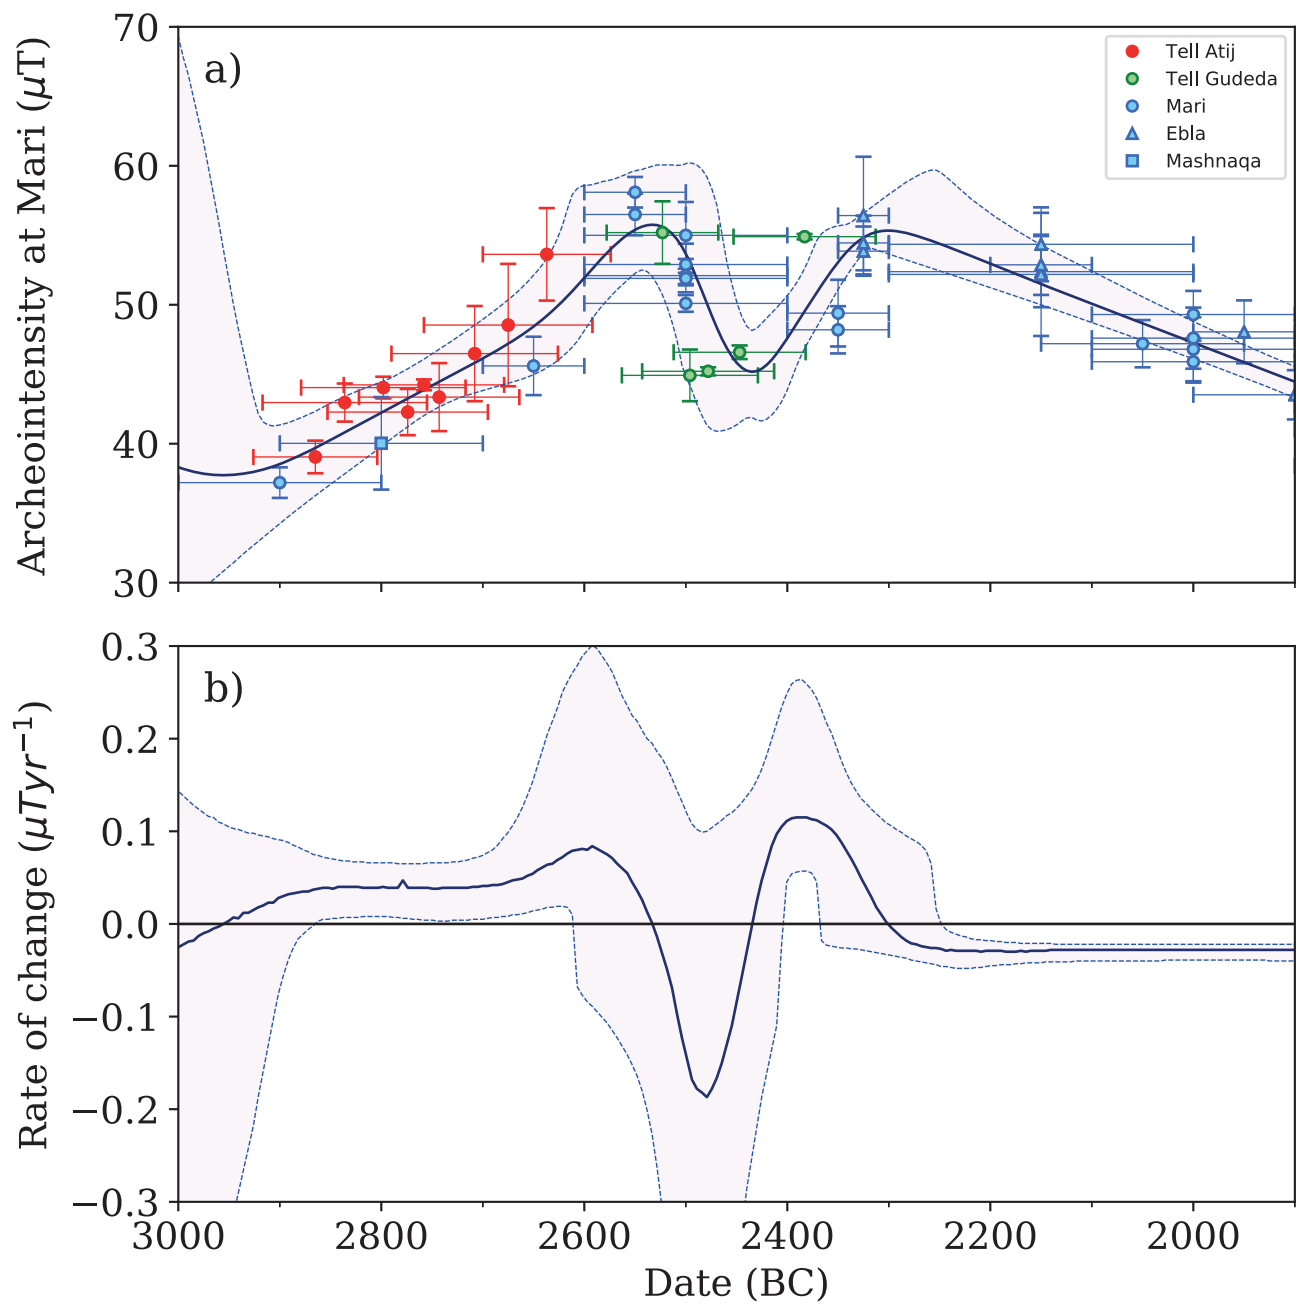 Archeointensity at Mari (μT)
70
60
50
40
30
a)
Tell Atij
Tell Gudeda
Mari
Ebla
Mashnaqa
Rate of change (μTyr⁻¹)
0.3
0.2
0.1
0.0
−0.1
−0.2
−0.3
b)
3000 2800 2600 2400 2200 2000
Date (BC)